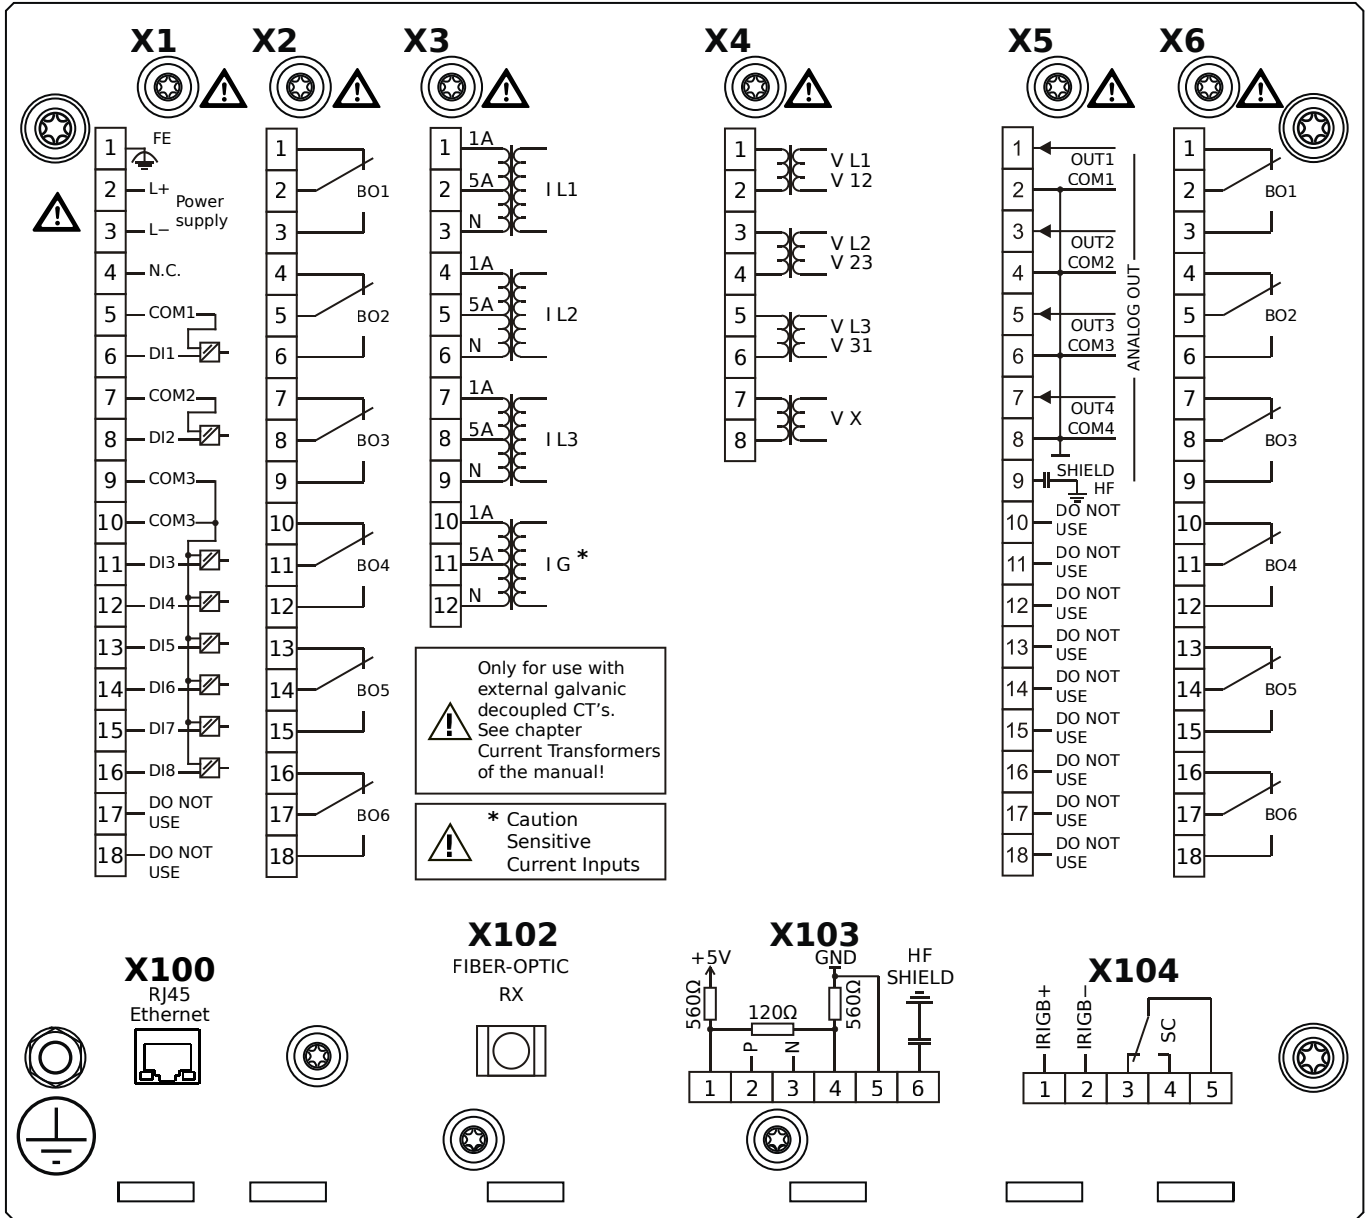 X1
X2
X3
X4
X5
X6
1
FE
2
L+
Power
supply
3
L−
4
N.C.
5
COM1
6
DI1
7
COM2
8
DI2
9
COM3
10
COM3
11
DI3
12
DI4
13
DI5
14
DI6
15
DI7
16
DI8
17
DO NOT
USE
18
DO NOT
USE
1
2
BO1
3
4
5
BO2
6
7
8
BO3
9
10
11
BO4
12
13
14
BO5
15
16
17
BO6
18
1
1A
2
5A
I L1
3
N
4
1A
5
5A
I L2
6
N
7
1A
8
5A
I L3
9
N
10
1A
11
5A
I G *
12
N
Only for use with
external galvanic
decoupled CT's.
See chapter
Current Transformers
of the manual!
* Caution
Sensitive
Current Inputs
1
V L1
2
V 12
3
V L2
4
V 23
5
V L3
6
V 31
7
V X
8
1
OUT1
2
COM1
3
OUT2
4
COM2
5
OUT3
6
COM3
7
OUT4
8
COM4
ANALOG OUT
9
SHIELD
HF
10
DO NOT
USE
11
DO NOT
USE
12
DO NOT
USE
13
DO NOT
USE
14
DO NOT
USE
15
DO NOT
USE
16
DO NOT
USE
17
DO NOT
USE
18
DO NOT
USE
1
2
BO1
3
4
5
BO2
6
7
8
BO3
9
10
11
BO4
12
13
14
BO5
15
16
17
BO6
18
X100
RJ45
Ethernet
X102
FIBER-OPTIC
RX
X103
+5V
GND
HF
SHIELD
560Ω
120Ω
560Ω
P
N
1 2 3 4 5 6
X104
IRIGB+
IRIGB−
SC
1 2 3 4 5